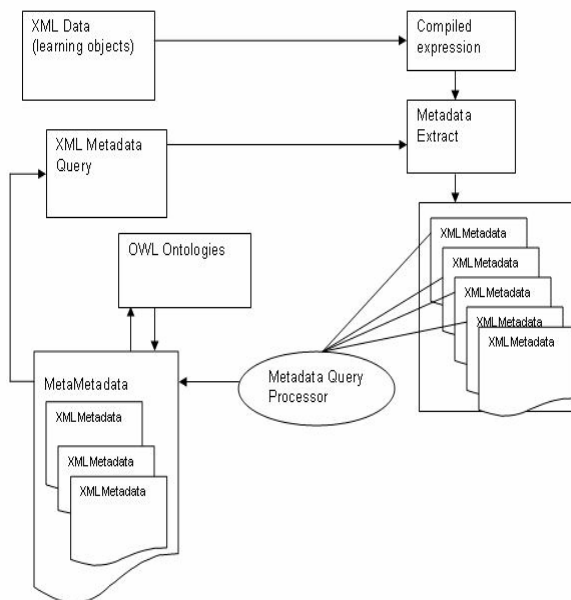 XML Data
(learning objects)
Compiled
expression
XML Metadata
Query
Metadata
Extract
OWL Ontologies
XMLMetadata
XMLMetadata
XMLMetadata
XMLMetadata
XMLMetadata
Metadata Query
Processor
MetaMetadata
XMLMetadata
XMLMetadata
XMLMetadata